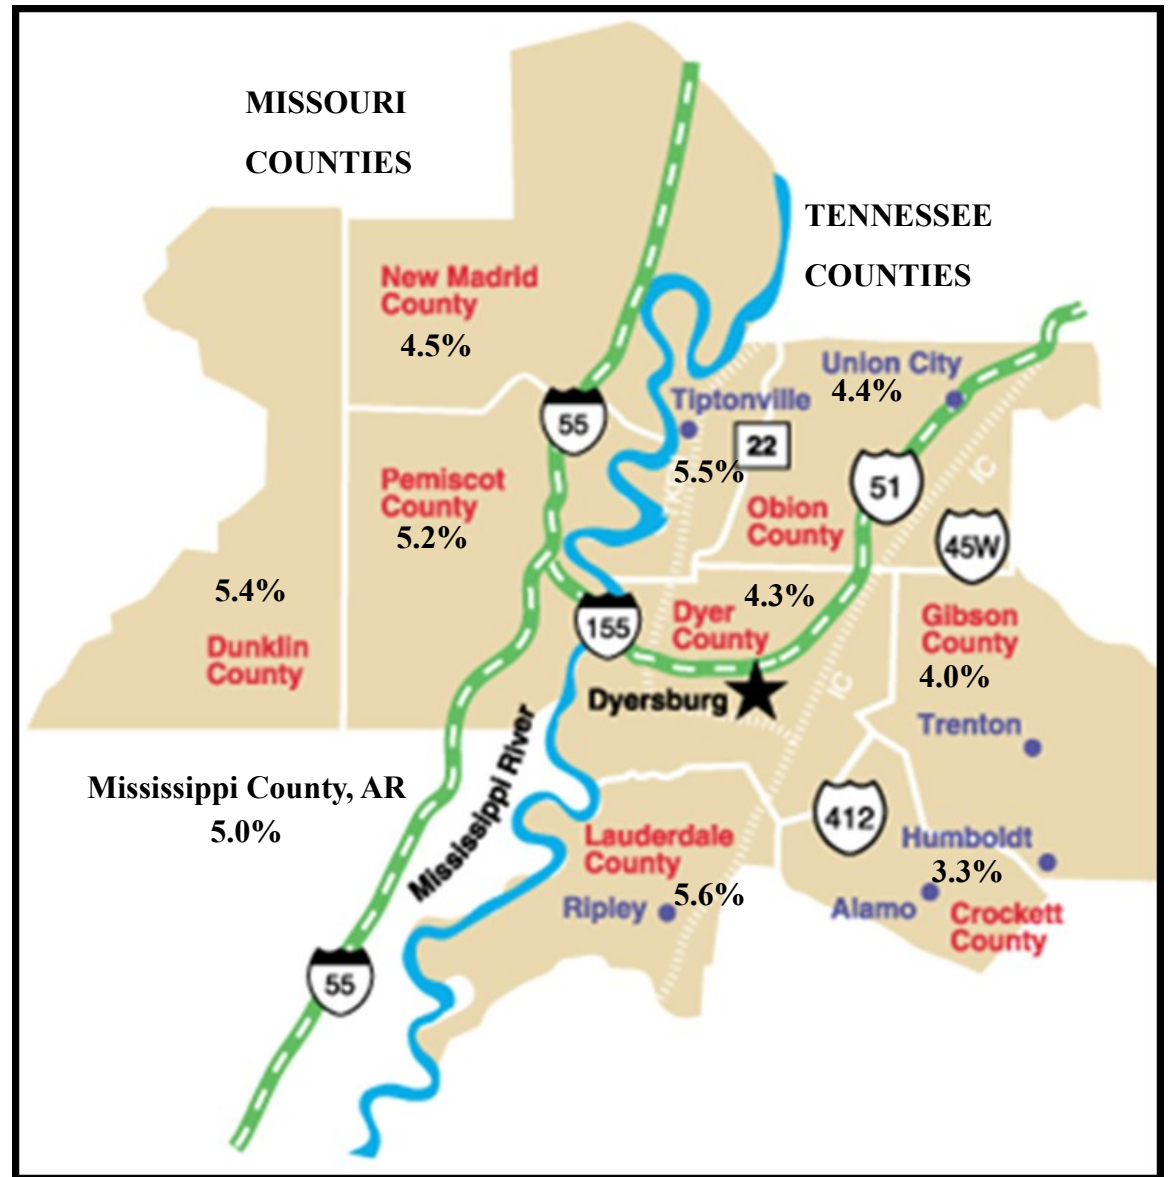 MISSOURI
COUNTIES
TENNESSEE
COUNTIES
New Madrid
County
4.5%
Union City
4.4%
Tiptonville
55
22
5.5%
51
IC
Pemiscot
County
5.2%
Obion
County
45W
5.4%
Dunklin
County
155
Dyer
County
4.3%
Gibson
County
4.0%
IC
Dyersburg
Trenton
Mississippi River
Mississippi County, AR
5.0%
412
Lauderdale
County
5.6%
Ripley
Humboldt
3.3%
Alamo
Crockett
County
55